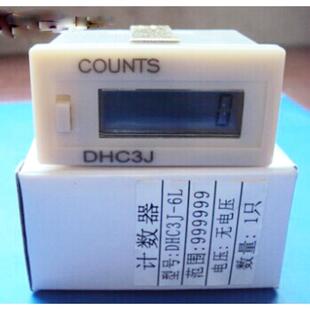 COUNTS
DHC3J
计数器
型号: DHC3J-6L
范围: 999999
电压: 无电压
数量: 1只